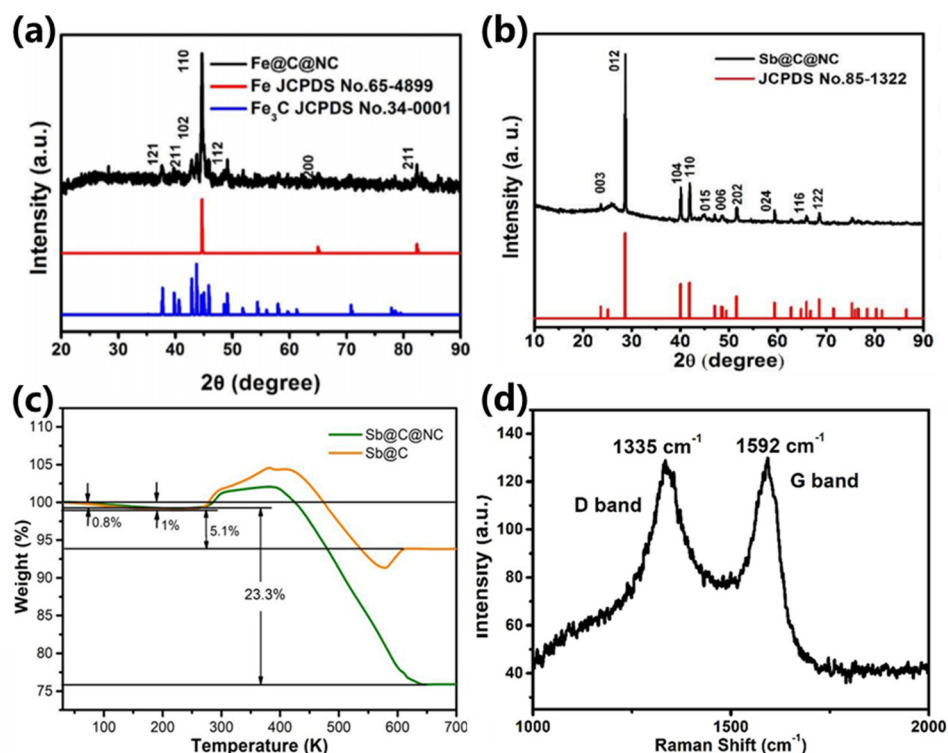 (a)
Fe@C@NC
Fe JCPDS No.65-4899
Fe₃C JCPDS No.34-0001
110
121
211
102
112
200
211
Intensity (a.u.)
20 30 40 50 60 70 80 90
2θ (degree)
(b)
Sb@C@NC
JCPDS No.85-1322
003
012
104
110
015
006
202
024
116
122
Intensity (a.u.)
10 20 30 40 50 60 70 80 90
2θ (degree)
(c)
Sb@C@NC
Sb@C
0.8%
1%
5.1%
23.3%
Weight (%)
110
105
100
95
90
85
80
75
100 200 300 400 500 600 700
Temperature (K)
(d)
1335 cm⁻¹
1592 cm⁻¹
D band
G band
Intensity (a.u.)
140
120
100
80
60
40
1000 1500 2000
Raman Shift (cm⁻¹)